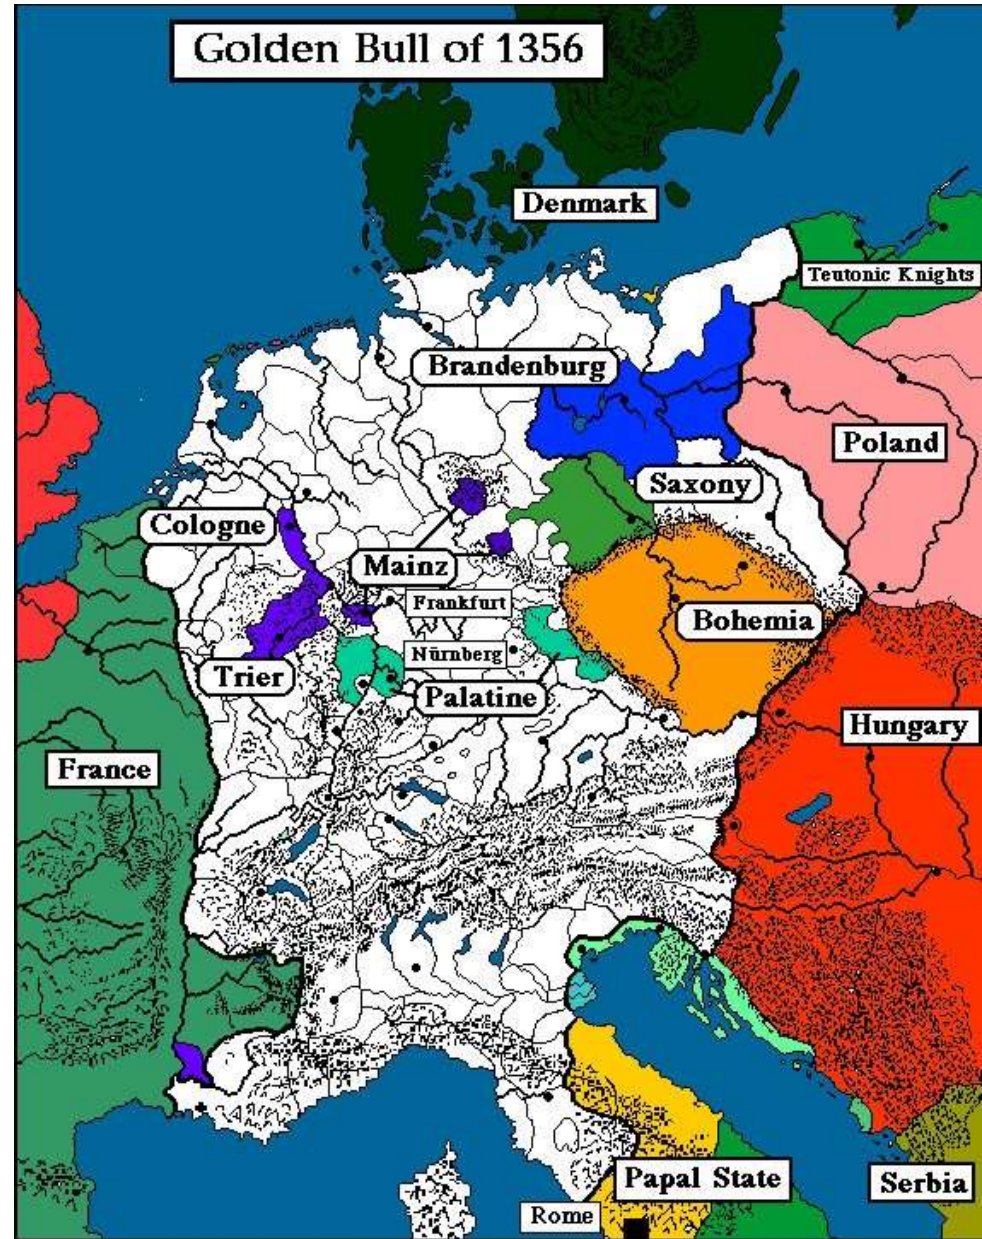 Golden Bull of 1356
Denmark
Teutonic Knights
Brandenburg
Poland
Saxony
Cologne
Mainz
Frankfurt
Bohemia
Nürnberg
Trier
Palatine
Hungary
France
Papal State
Serbia
Rome